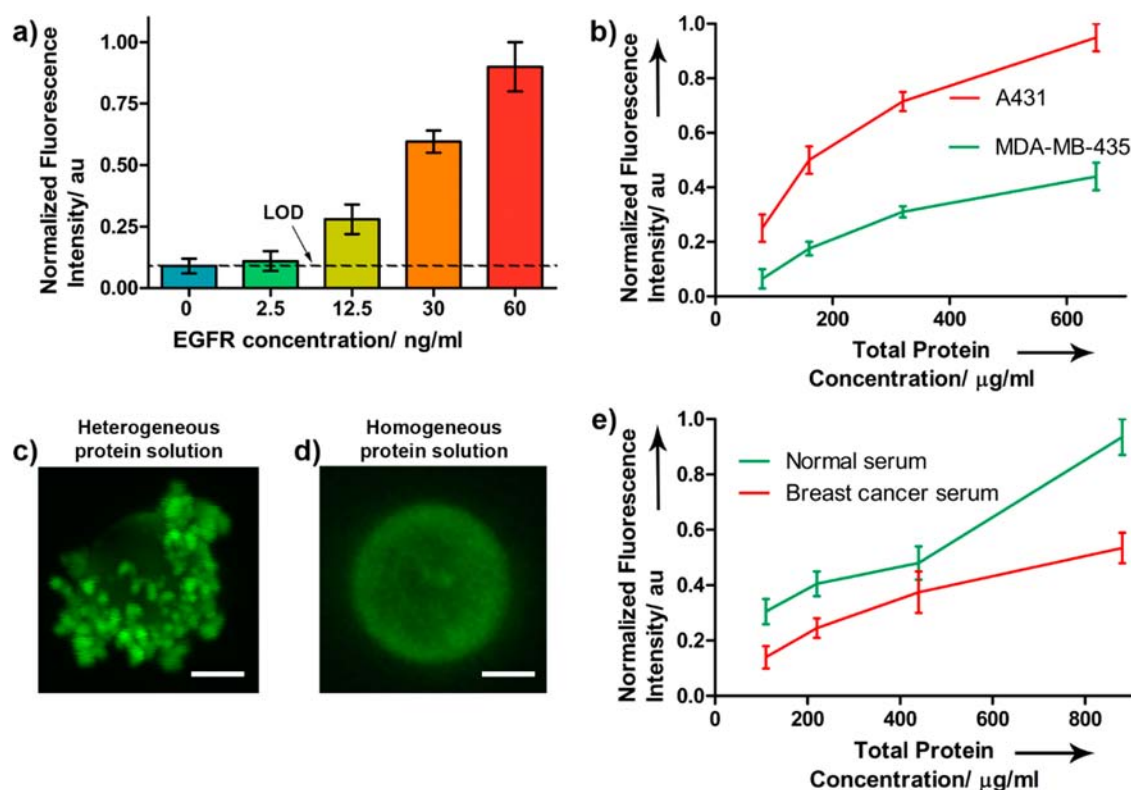 a)
Normalized Fluorescence
Intensity/ au
1.00
0.75
0.50
0.25
0.00
LOD
0
2.5
12.5
30
60
EGFR concentration/ ng/ml
b)
Normalized Fluorescence
Intensity/ au
1.0
0.8
0.6
0.4
0.2
0.0
A431
MDA-MB-435
0
200
400
600
Total Protein
Concentration/ μg/ml
c)
Heterogeneous
protein solution
d)
Homogeneous
protein solution
e)
Normalized Fluorescence
Intensity/ au
1.0
0.8
0.6
0.4
0.2
0.0
Normal serum
Breast cancer serum
0
200
400
600
800
Total Protein
Concentration/ μg/ml